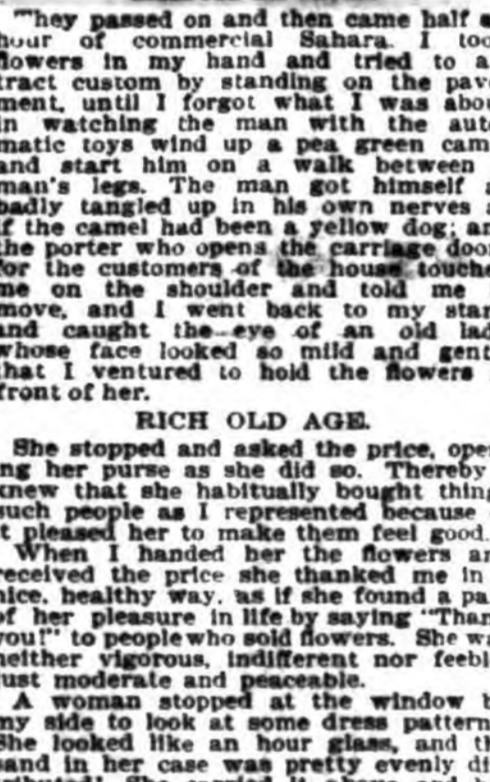 They passed on and then came half a
hour of commercial Sahara. I too
flowers in my hand and tried to a
tract custom by standing on the pav
ment, until I forgot what I was abou
in watching the man with the aut
matic toys wind up a pea green cam
and start him on a walk between
man's legs. The man got himself a
badly tangled up in his own nerves a
if the camel had been a yellow dog; an
the porter who opens the carriage door
for the customers of the house touche
me on the shoulder and told me
move, and I went back to my stan
and caught the eye of an old lad
whose face looked so mild and gent
that I ventured to hold the flowers
front of her.
RICH OLD AGE.
She stopped and asked the price, open
ng her purse as she did so. Thereby
knew that she habitually bought thing
such people as I represented because
t pleased her to make them feel good.
When I handed her the flowers an
received the price she thanked me in
nice, healthy way, as if she found a pa
of her pleasure in life by saying "Than
you!" to people who sold flowers. She wa
neither vigorous, indifferent nor feebl
just moderate and peaceable.
A woman stopped at the window b
my side to look at some dress pattern
She looked like an hour glass, and th
sand in her case was pretty evenly di